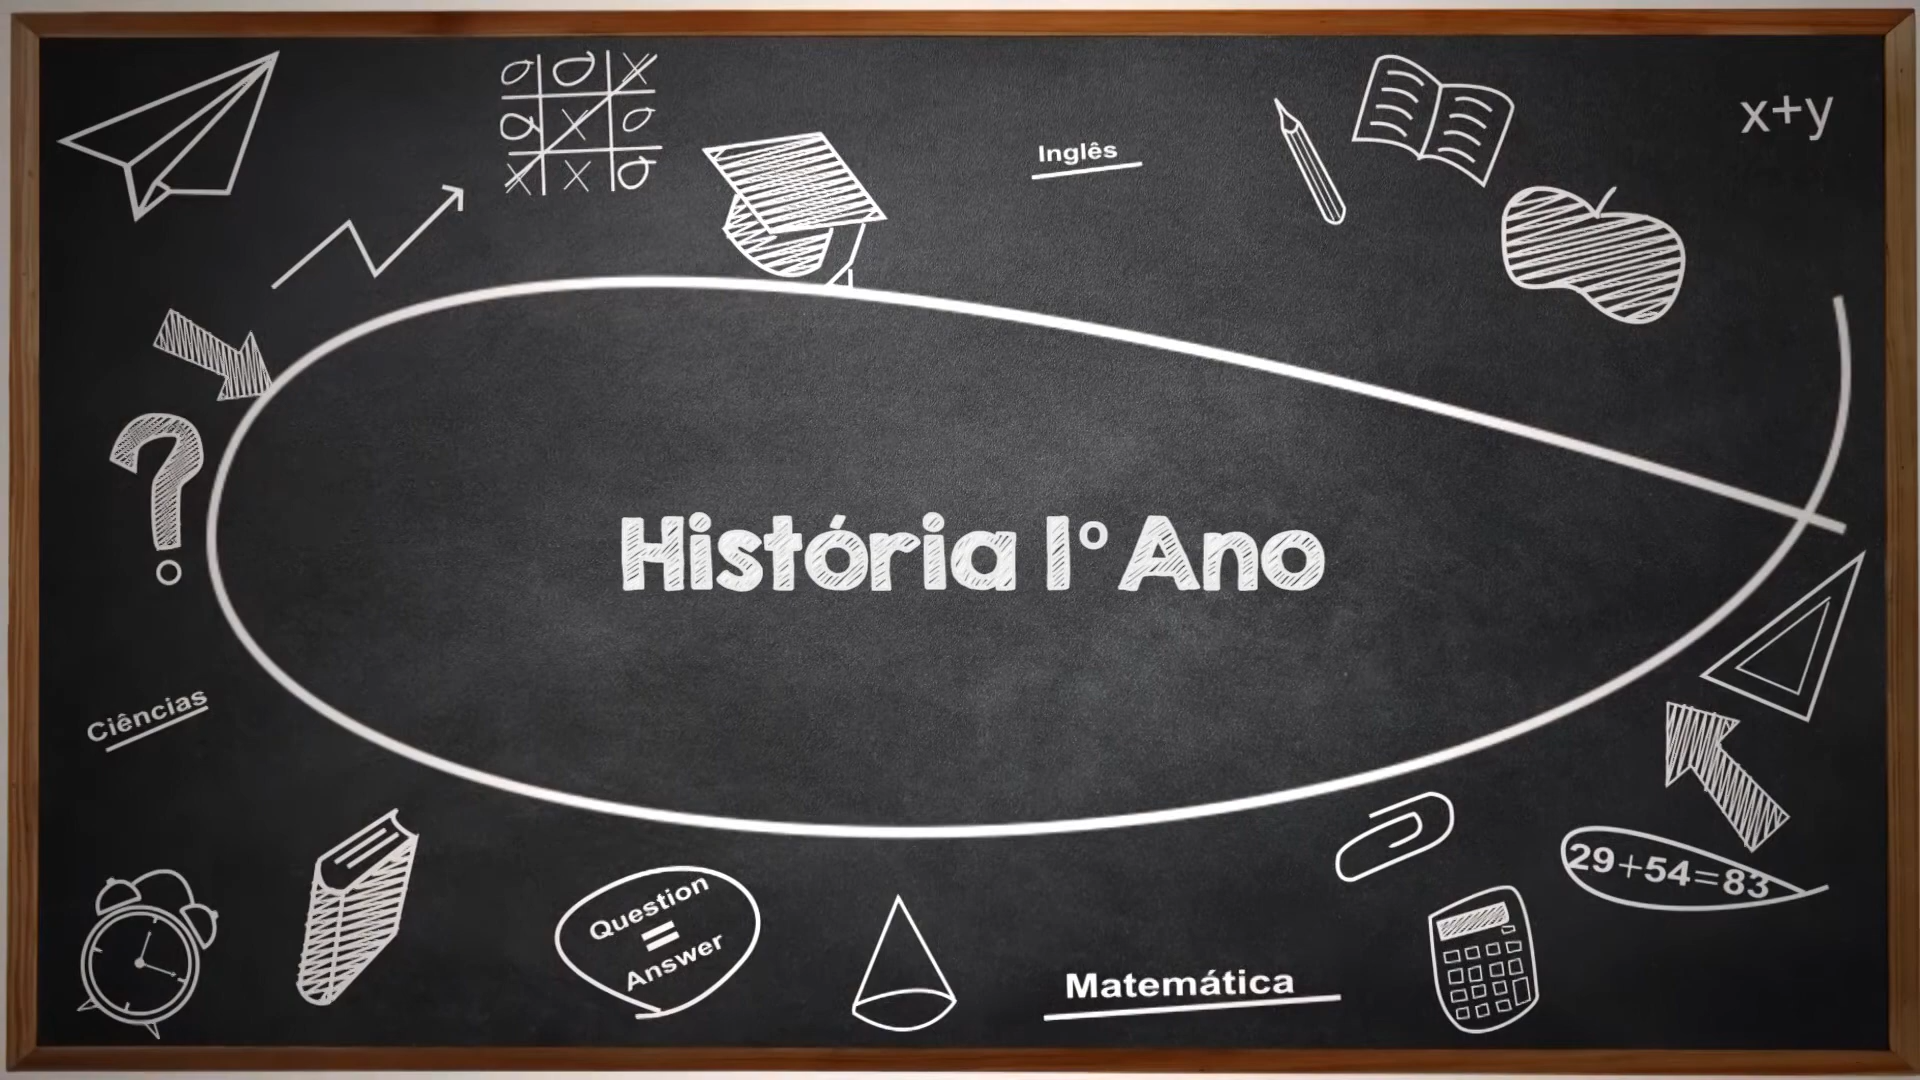 Inglês
x+y
História 1º Ano
Ciências
29+54=83
Question
=
Answer
Matemática